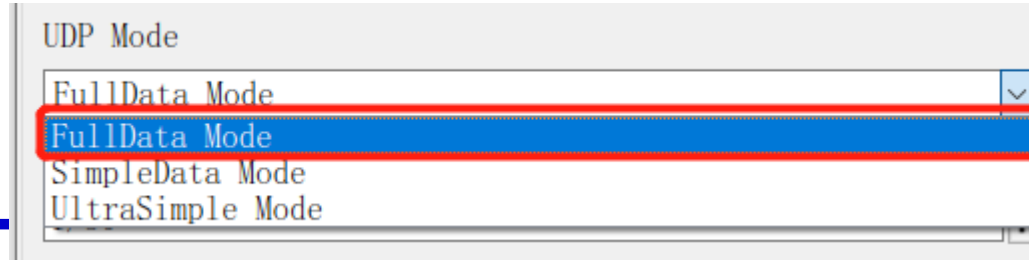 UDP Mode
FullData Mode
FullData Mode
SimpleData Mode
UltraSimple Mode